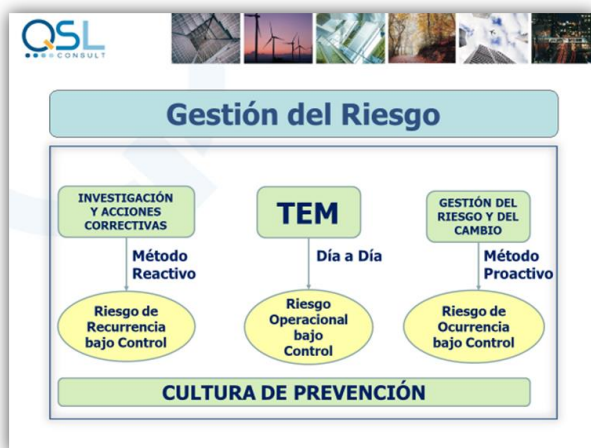 QSL
CONSULT
Gestión del Riesgo
INVESTIGACIÓN
Y ACCIONES
CORRECTIVAS
TEM
GESTIÓN DEL
RIESGO Y DEL
CAMBIO
Método
Reactivo
Día a Día
Método
Proactivo
Riesgo de
Recurrencia
bajo Control
Riesgo
Operacional
bajo
Control
Riesgo de
Ocurrencia
bajo Control
CULTURA DE PREVENCIÓN